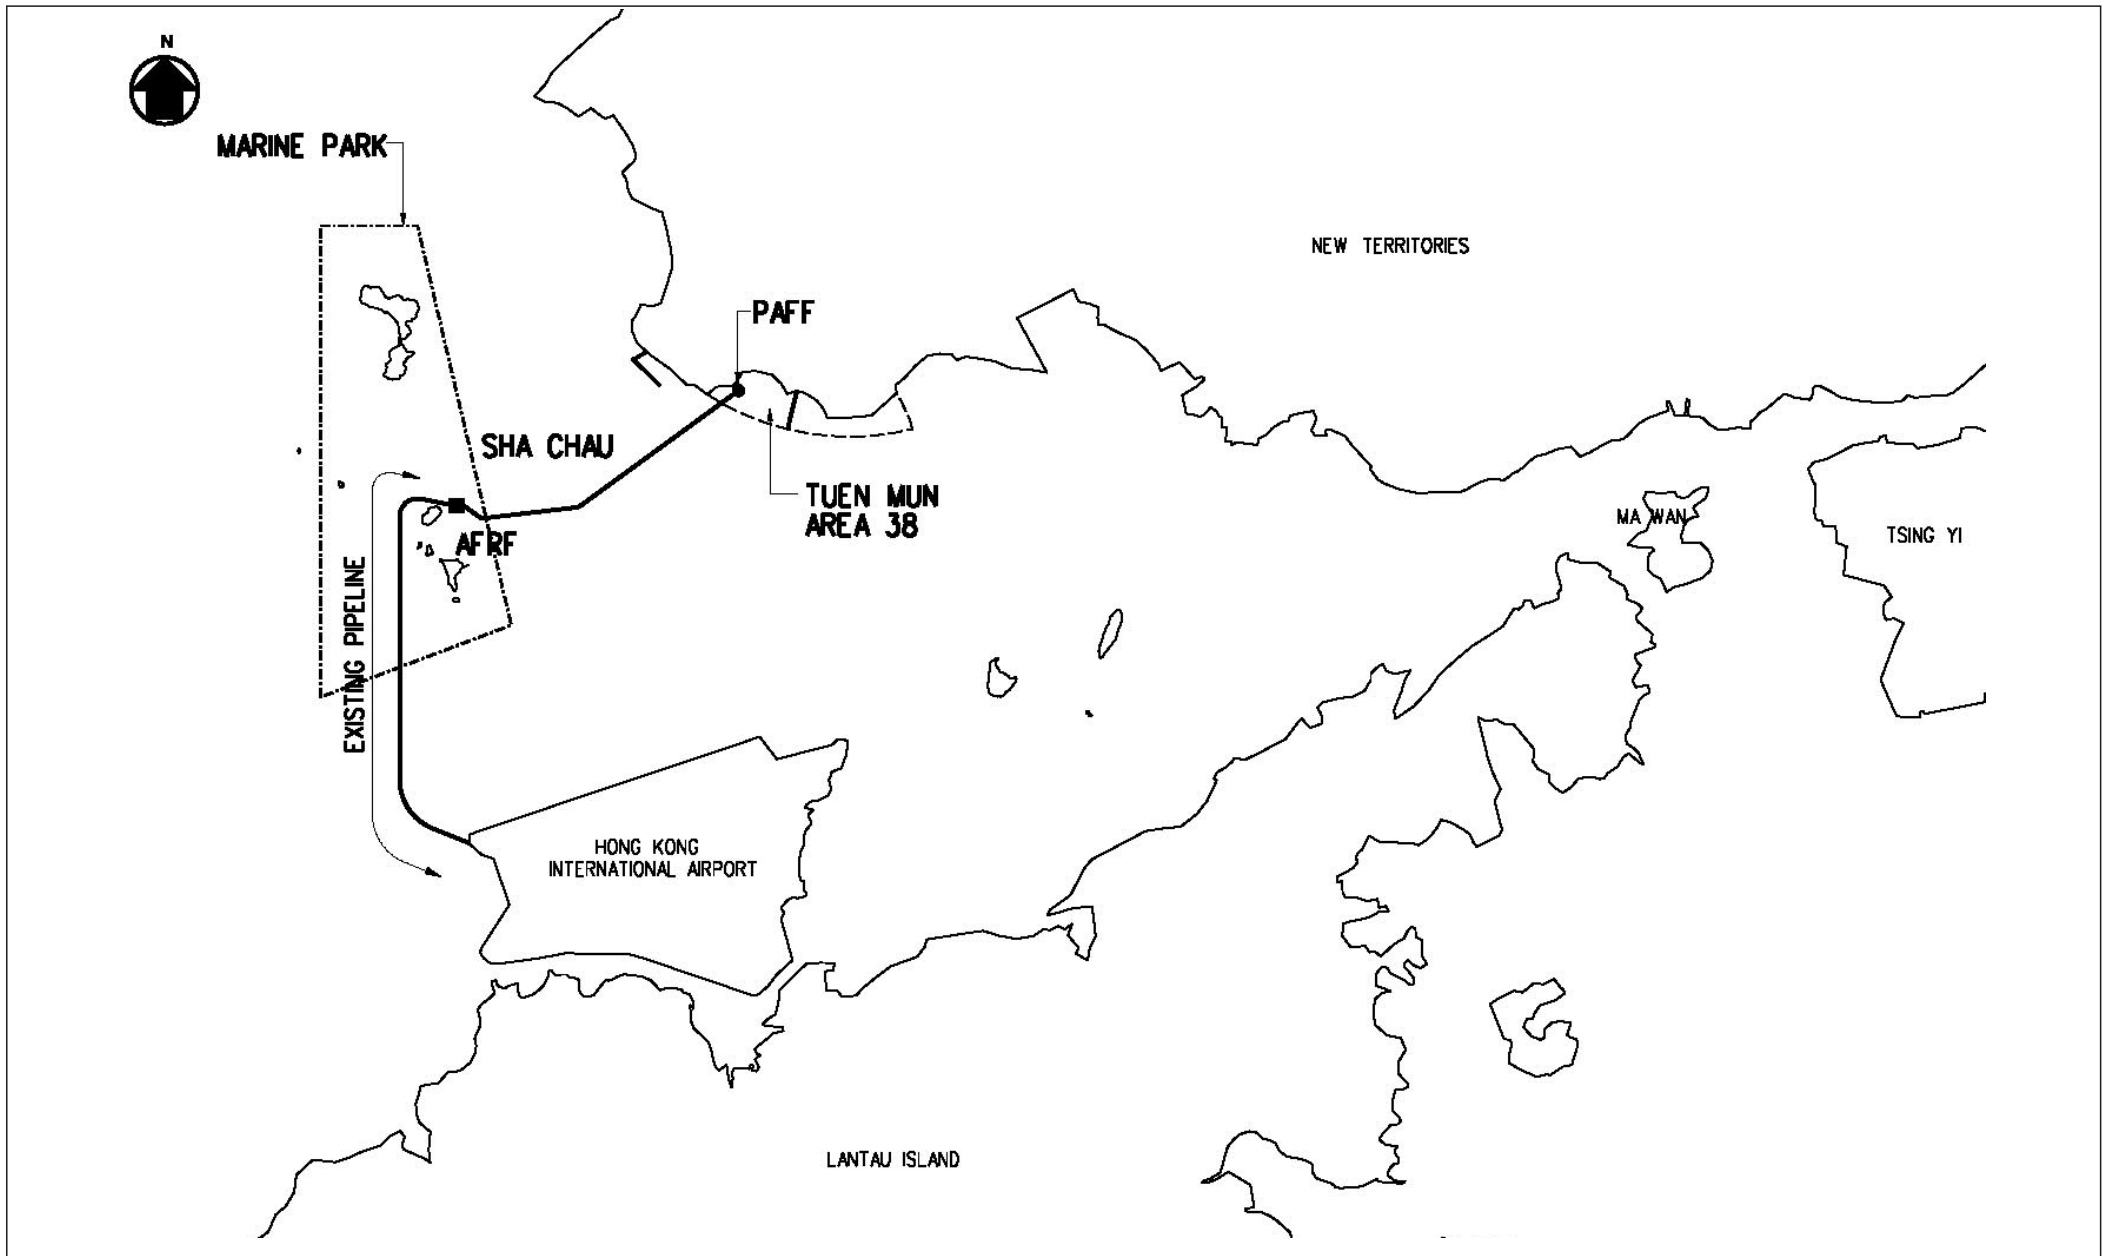 N
MARINE PARK
NEW TERRITORIES
PAFF
SHA CHAU
TUEN MUN
AREA 38
MA WAN
TSING YI
AFRF
EXISTING PIPELINE
HONG KONG
INTERNATIONAL AIRPORT
LANTAU ISLAND